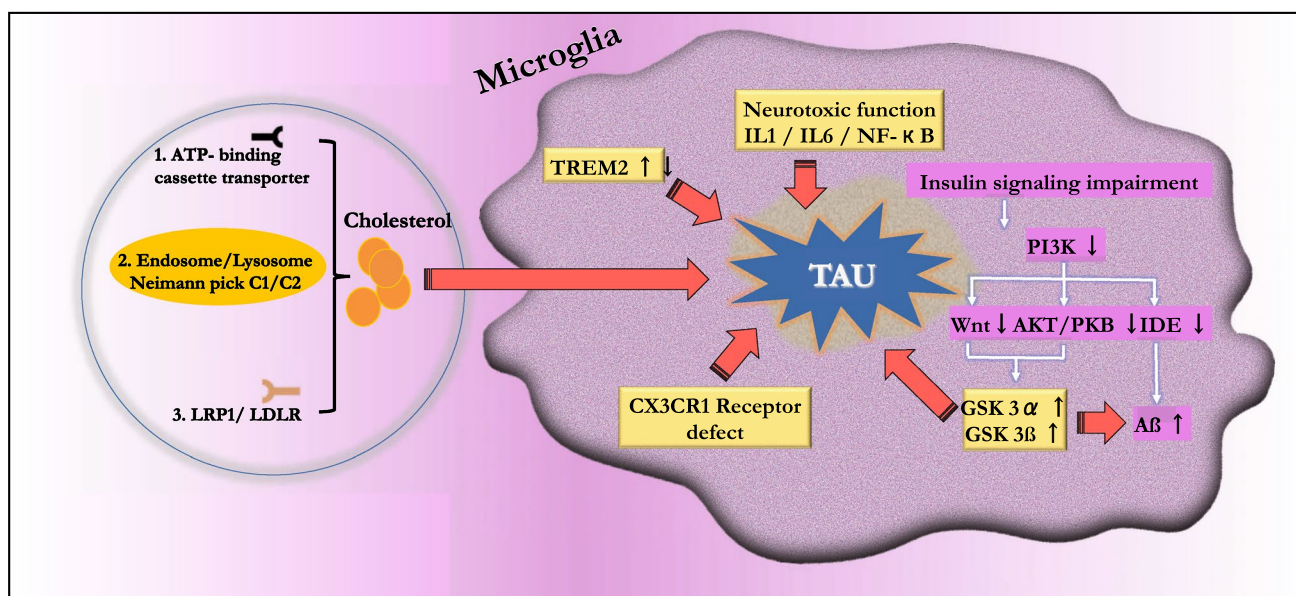 Microglia
1. ATP- binding
cassette transporter
2. Endosome/Lysosome
Neimann pick C1/C2
3. LRP1/ LDLR
Cholesterol
TREM2 ↑ ↓
Neurotoxic function
IL1 / IL6 / NF-κB
TAU
CX3CR1 Receptor
defect
Insulin signaling impairment
PI3K ↓
Wnt ↓ AKT/PKB ↓ IDE ↓
GSK 3α ↑
GSK 3ß ↑
Aß ↑